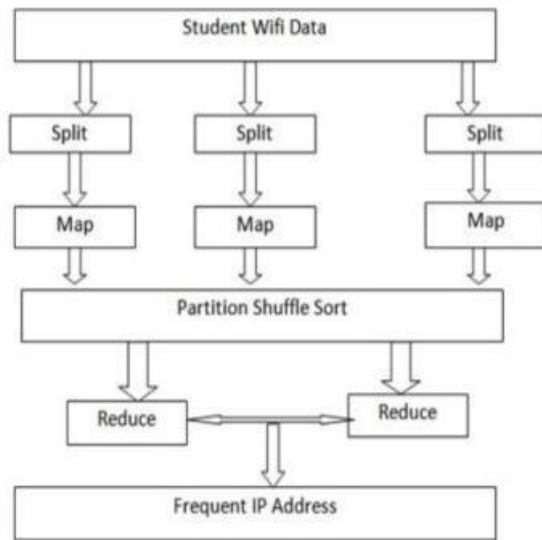 Student Wifi Data
Split
Split
Split
Map
Map
Map
Partition Shuffle Sort
Reduce
Reduce
Frequent IP Address